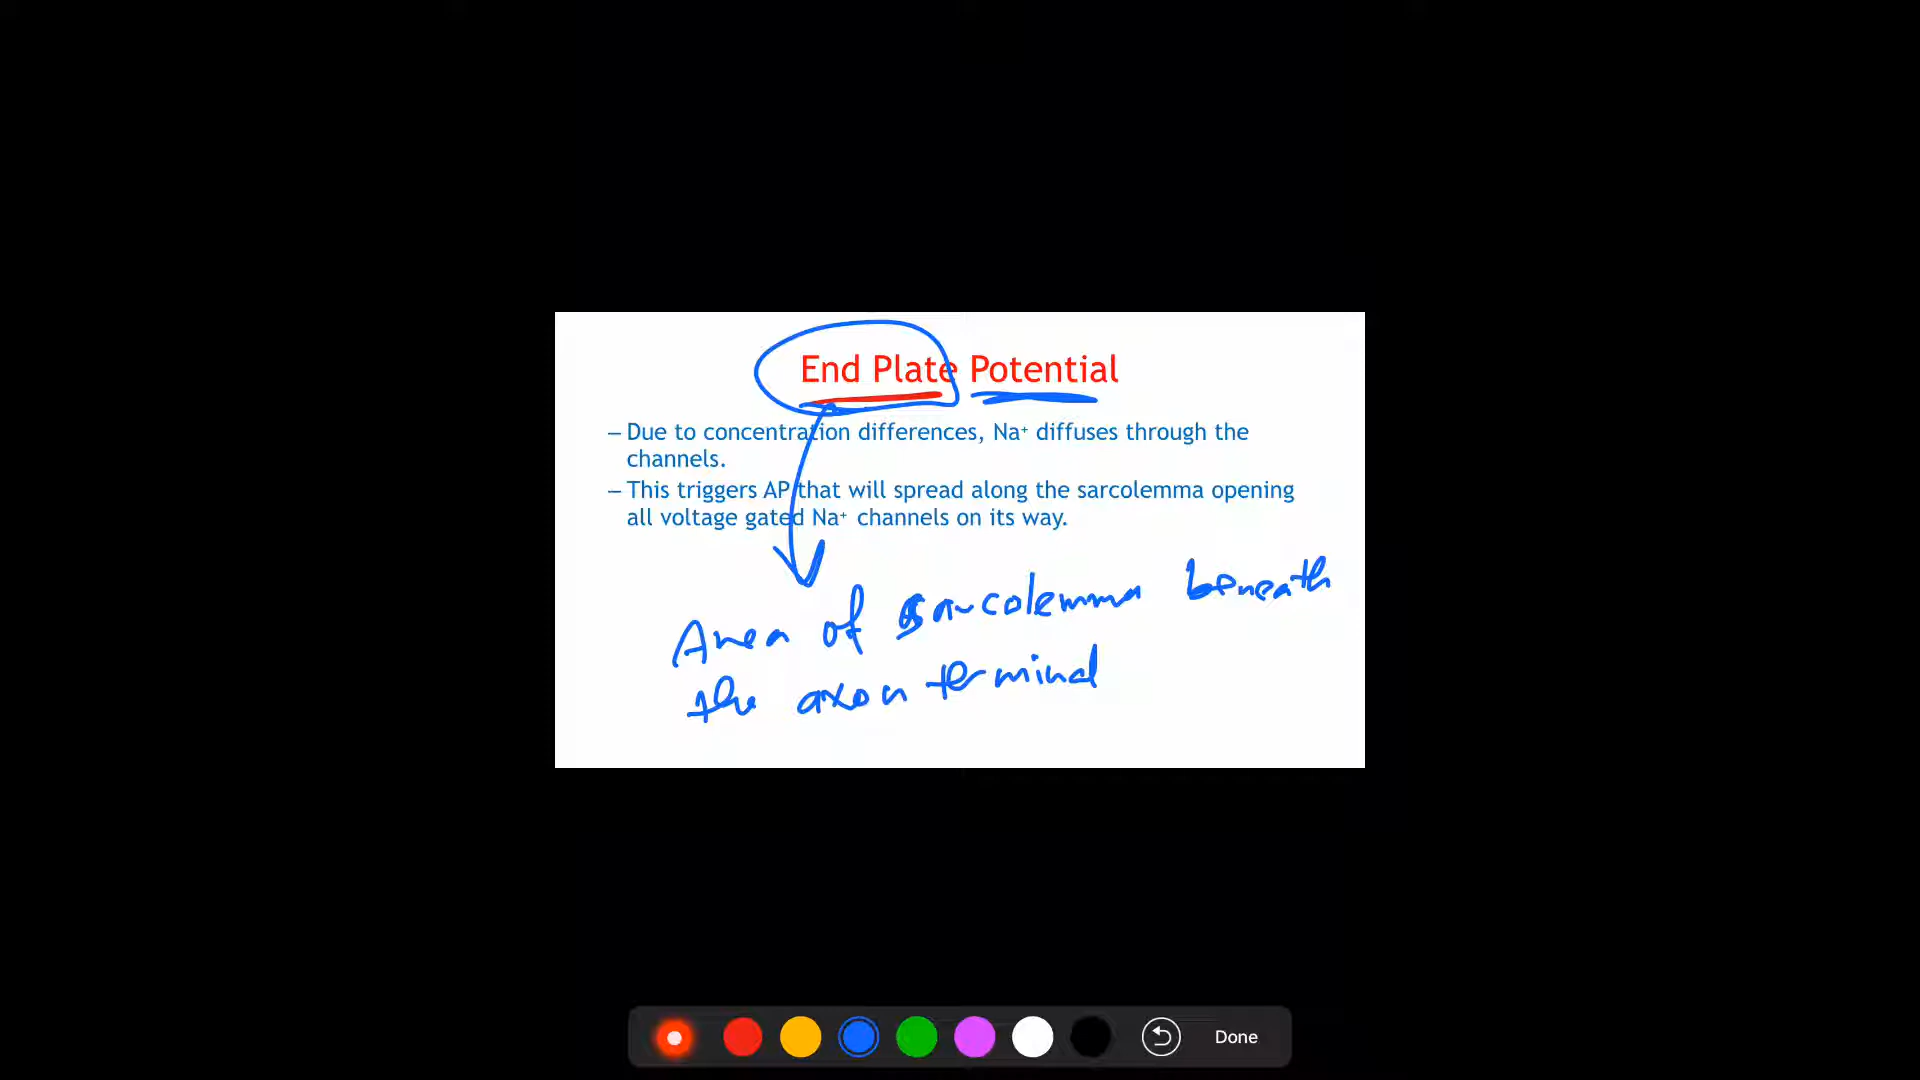 End Plate Potential
– Due to concentration differences, Na⁺ diffuses through the
channels.
– This triggers AP that will spread along the sarcolemma opening
all voltage gated Na⁺ channels on its way.
Area of sarcolemma beneath
the axon terminal
Done